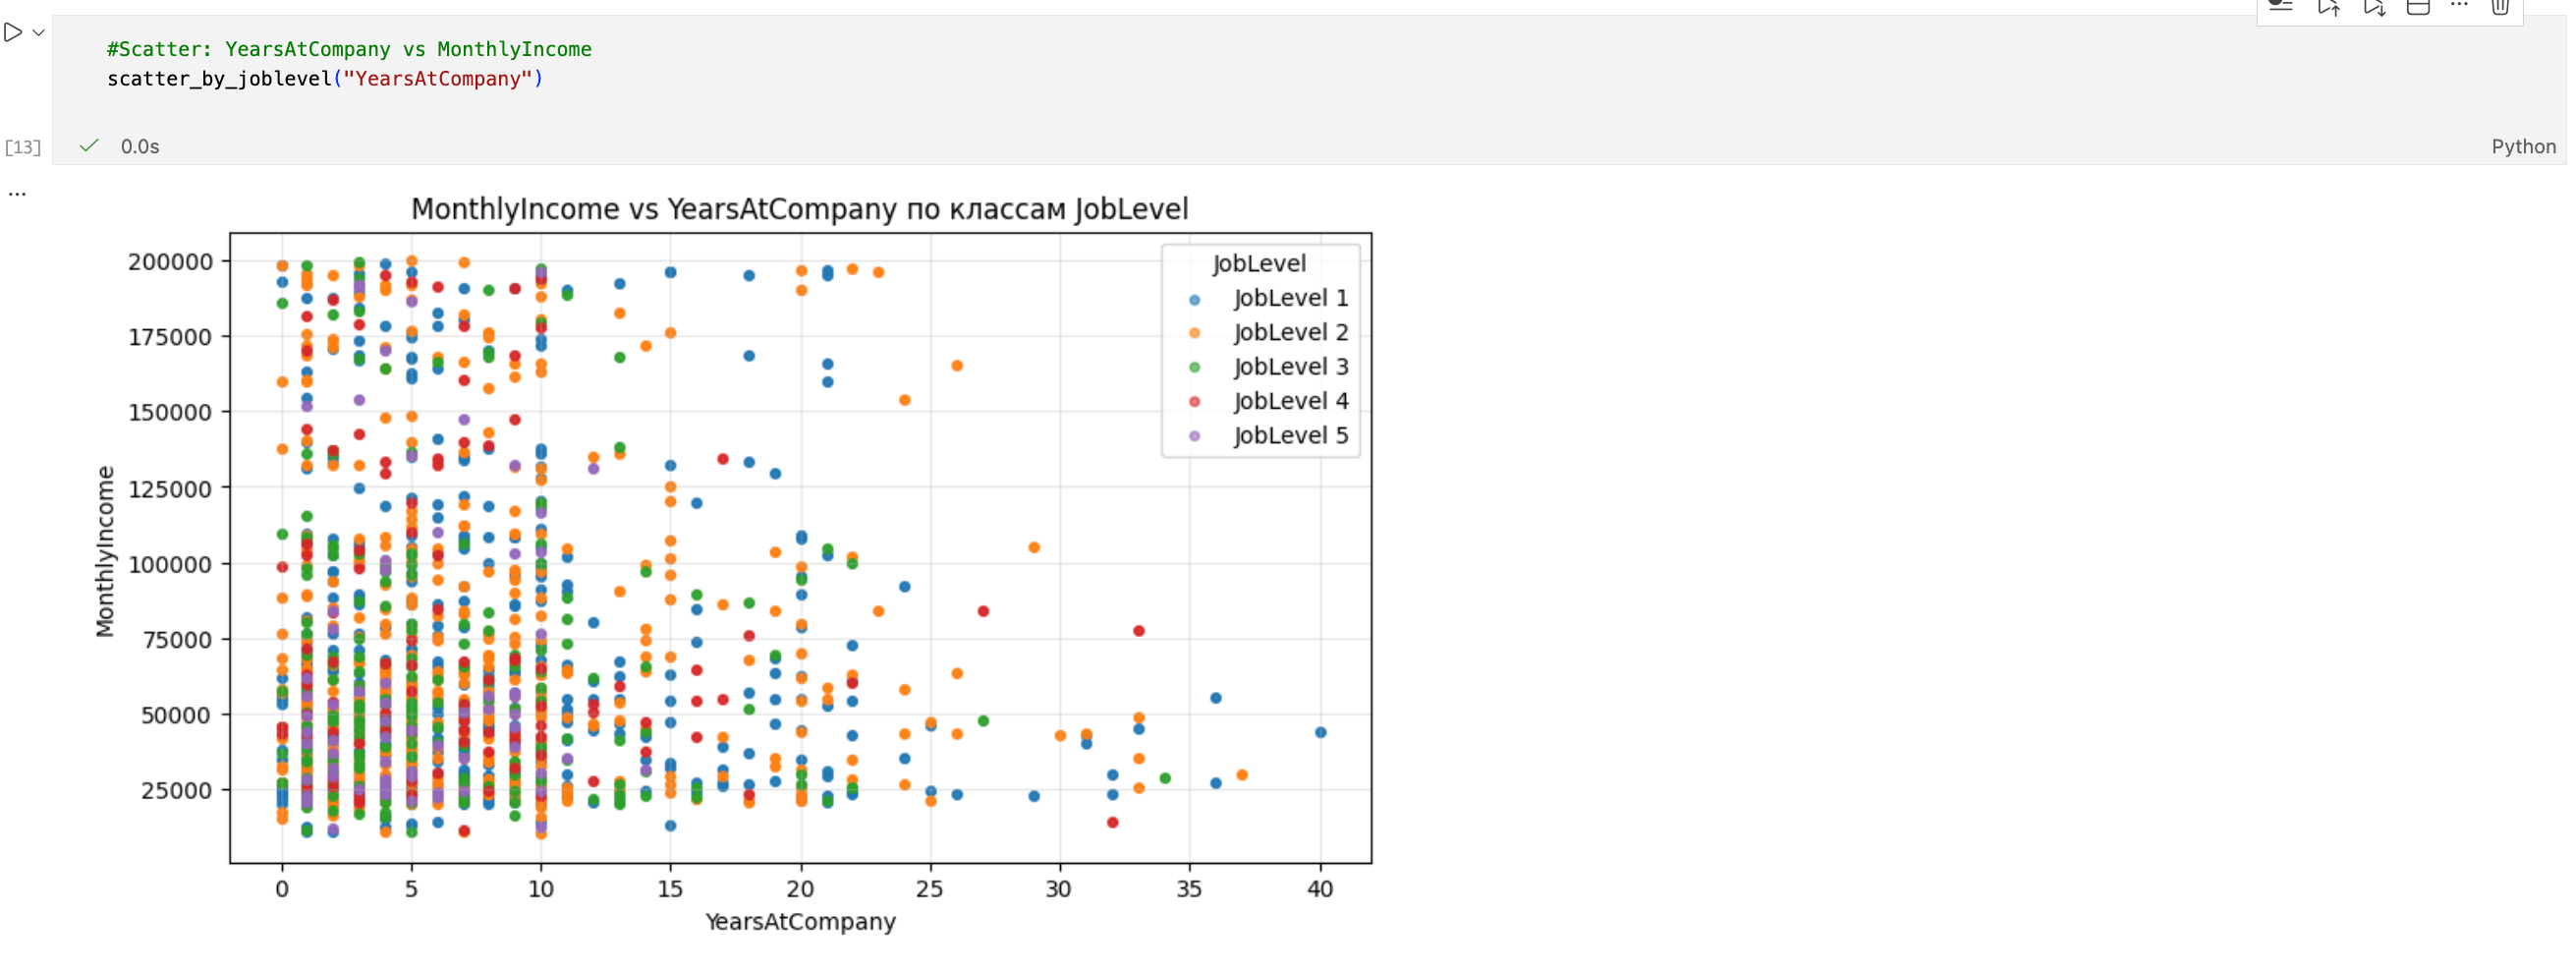 #Scatter: YearsAtCompany vs MonthlyIncome
scatter_by_joblevel("YearsAtCompany")
[13]
0.0s
Python
...
MonthlyIncome vs YearsAtCompany по классам JobLevel
200000
175000
150000
125000
100000
75000
50000
25000
MonthlyIncome
JobLevel
JobLevel 1
JobLevel 2
JobLevel 3
JobLevel 4
JobLevel 5
0 5 10 15 20 25 30 35 40
YearsAtCompany